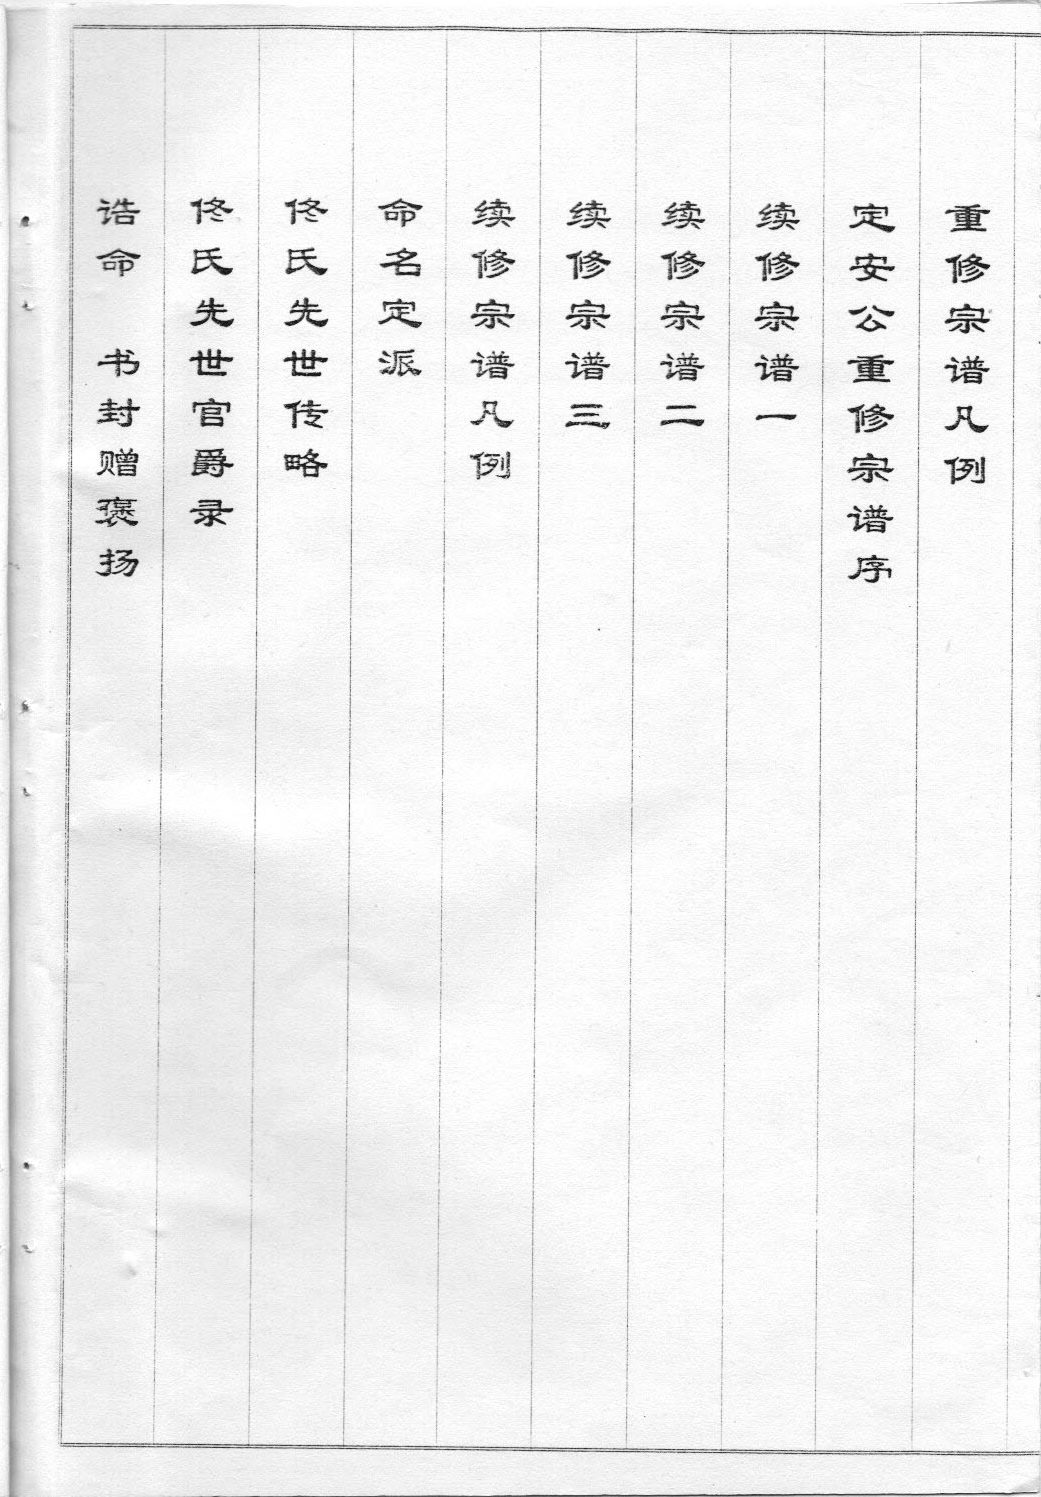 重修宗谱凡例
定安公重修宗谱序
续修宗谱一
续修宗谱二
续修宗谱三
续修宗谱凡例
命名定派
佟氏先世传略
佟氏先世官爵录
诰命　书封赠褒扬